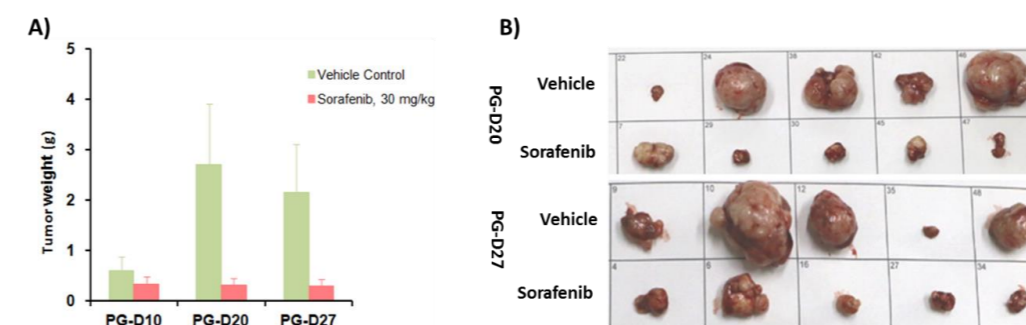 A)
5
4
3
2
1
0
Tumor weight (g)
Vehicle Control
Sorafenib, 30 mg/kg
PG-D10
PG-D20
PG-D27
B)
PG-D20
Vehicle
22
24
38
42
46
Sorafenib
7
29
30
45
47
PG-D27
Vehicle
9
10
12
35
48
Sorafenib
4
6
16
27
34